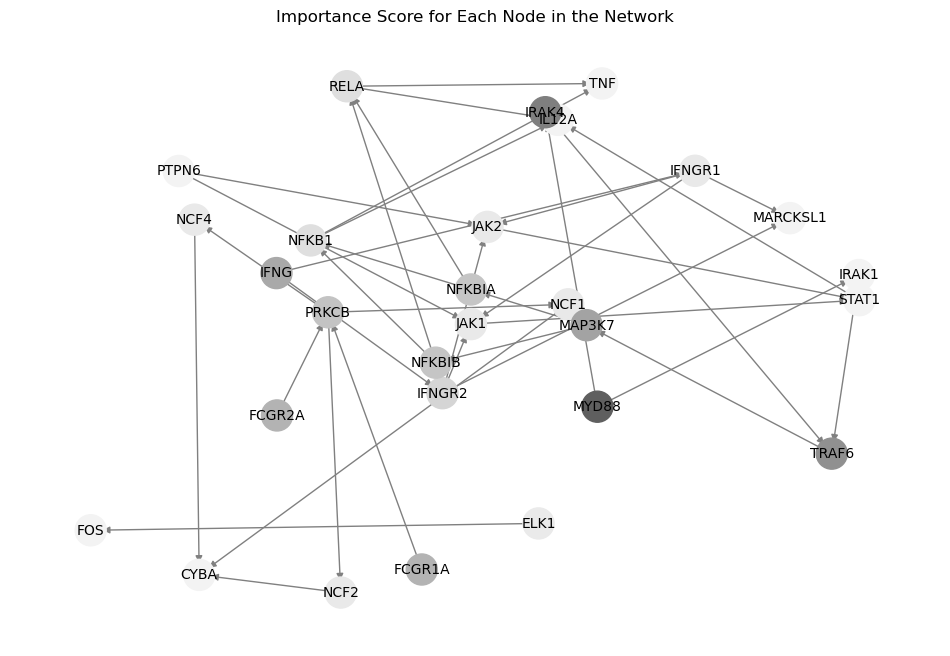 Importance Score for Each Node in the Network
RELA
TNF
IRAK4
IL12A
PTPN6
IFNGR1
NCF4
MARCKSL1
JAK2
NFKB1
IFNG
IRAK1
NFKBIA
STAT1
NCF1
PRKCB
JAK1
MAP3K7
NFKBIB
IFNGR2
MYD88
FCGR2A
TRAF6
ELK1
FOS
FCGR1A
CYBA
NCF2